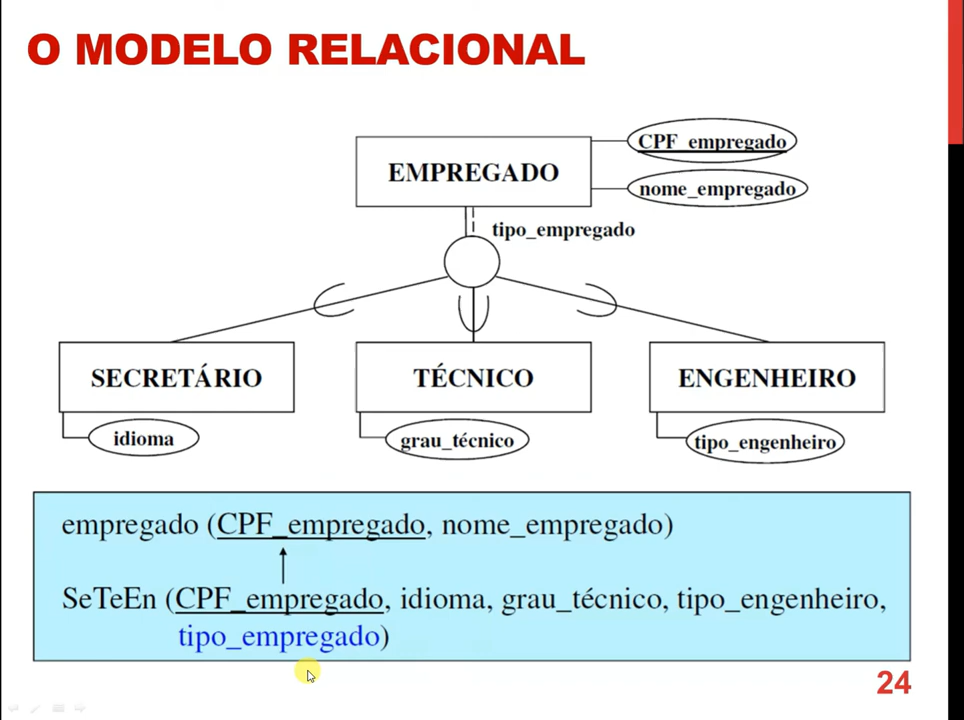 O MODELO RELACIONAL
CPF_empregado
EMPREGADO
nome_empregado
tipo_empregado
SECRETÁRIO
TÉCNICO
ENGENHEIRO
idioma
grau_técnico
tipo_engenheiro
empregado (CPF_empregado, nome_empregado)
SeTeEn (CPF_empregado, idioma, grau_técnico, tipo_engenheiro,
tipo_empregado)
24